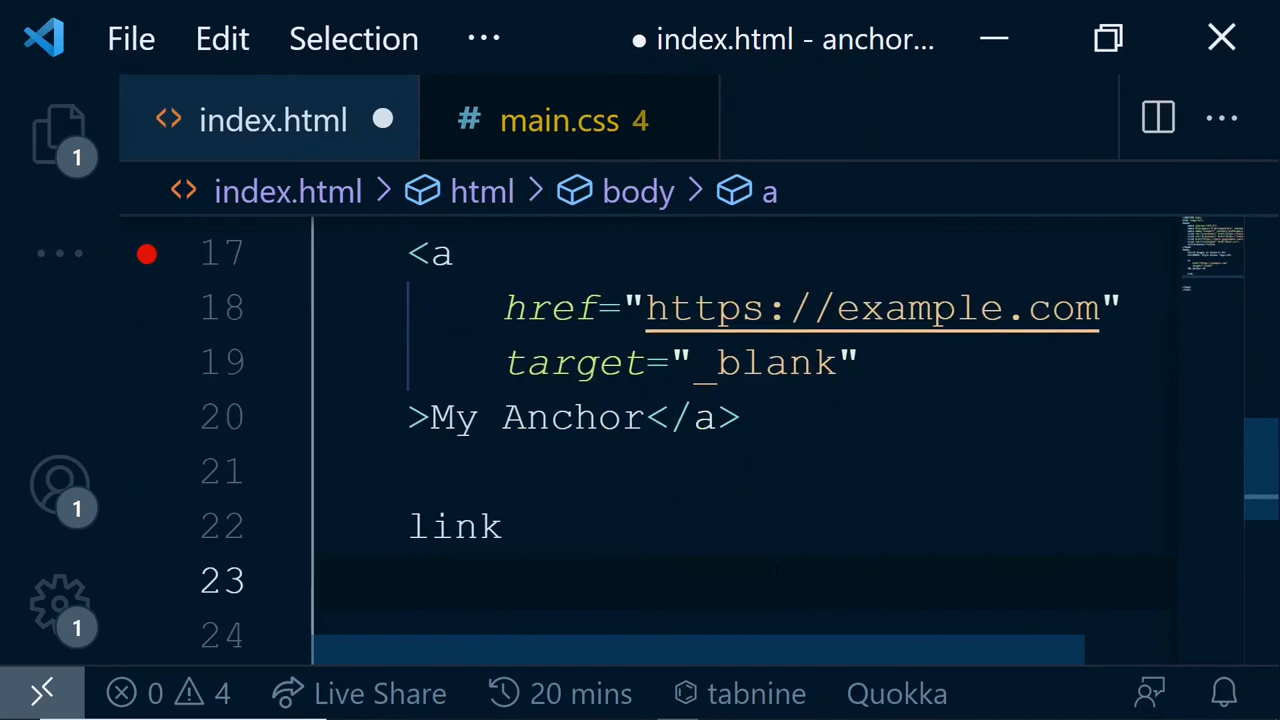 File Edit Selection ··· ● index.html - anchor...
<> index.html ● # main.css 4 ···
<> index.html > html > body > a
1
17 <a
18 href="https://example.com"
19 target="_blank"
20 >My Anchor</a>
21
22 link
23
24
1
1
0 4 Live Share 20 mins tabnine Quokka